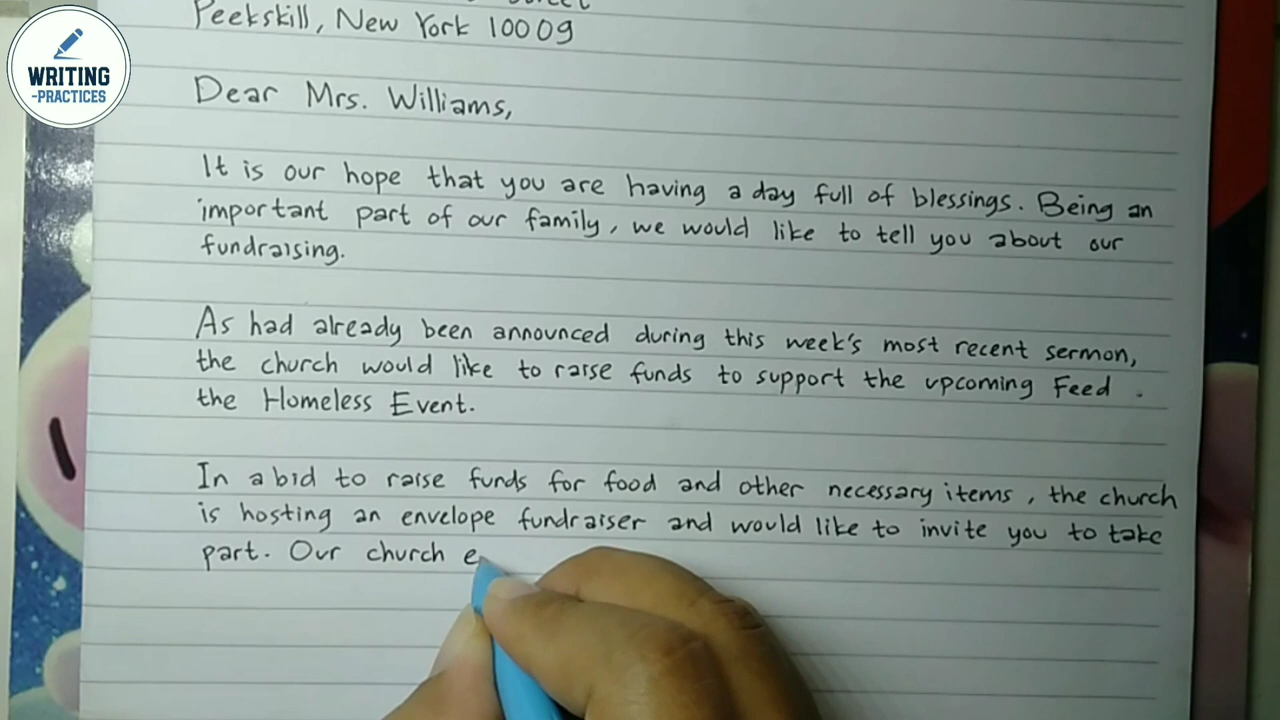 WRITING
-PRACTICES
Peekskill, New York 10009
Dear Mrs. Williams,
It is our hope that you are having a day full of blessings. Being an
important part of our family, we would like to tell you about our
fundraising.
As had already been announced during this week's most recent sermon,
the church would like to raise funds to support the upcoming Feed
the Homeless Event.
In a bid to raise funds for food and other necessary items, the church
is hosting an envelope fundraiser and would like to invite you to take
part. Our church e